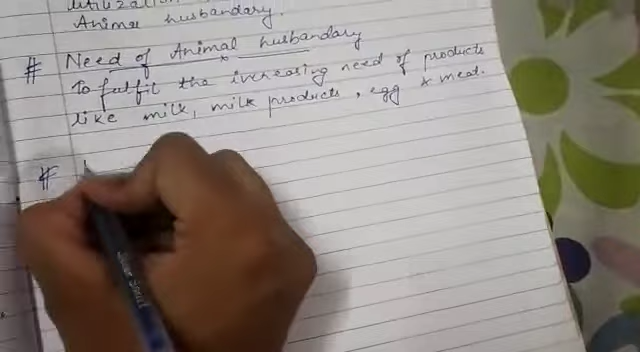 utilization
Animal husbandary.
# Need of Animal husbandary
To fulfil the increasing need of products
like milk, milk products, egg & meat.
#